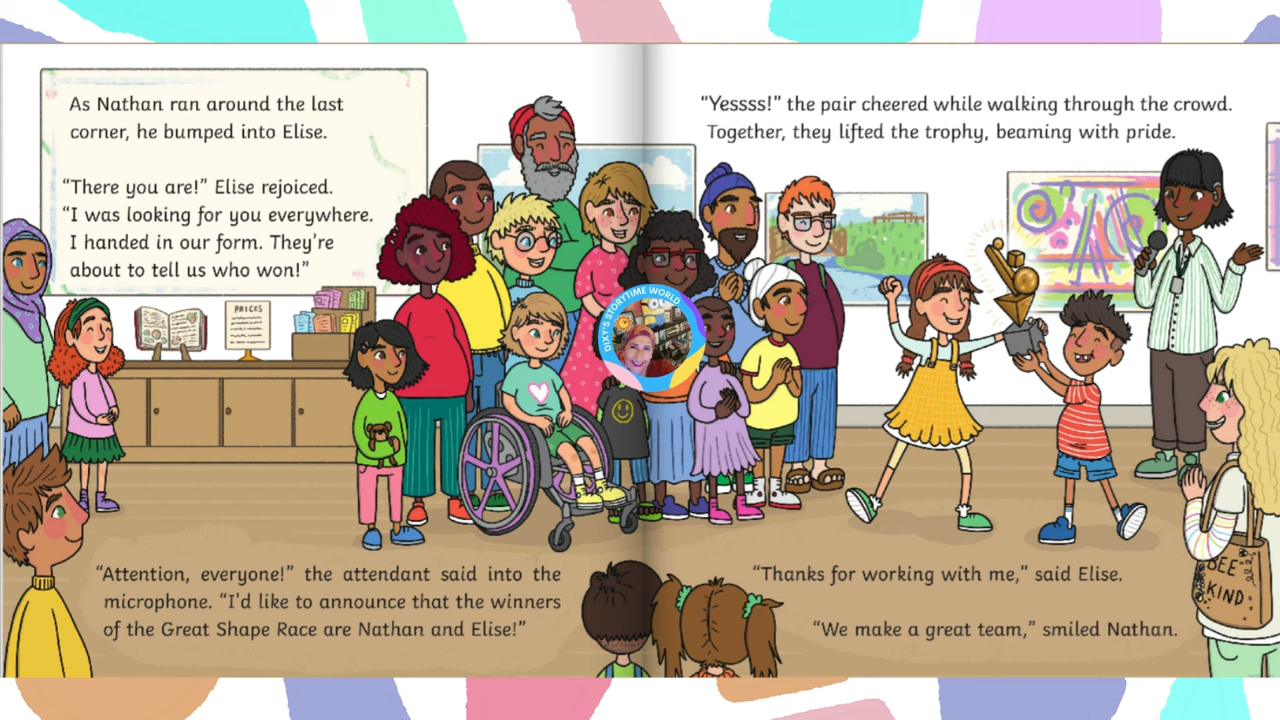 As Nathan ran around the last
corner, he bumped into Elise.
“There you are!” Elise rejoiced.
“I was looking for you everywhere.
I handed in our form. They’re
about to tell us who won!”
PRICES
“Attention, everyone!” the attendant said into the
microphone. “I’d like to announce that the winners
of the Great Shape Race are Nathan and Elise!”
DIXY'S STORYTIME WORLD
“Yessss!” the pair cheered while walking through the crowd.
Together, they lifted the trophy, beaming with pride.
“Thanks for working with me,” said Elise.
“We make a great team,” smiled Nathan.
BEE
KIND